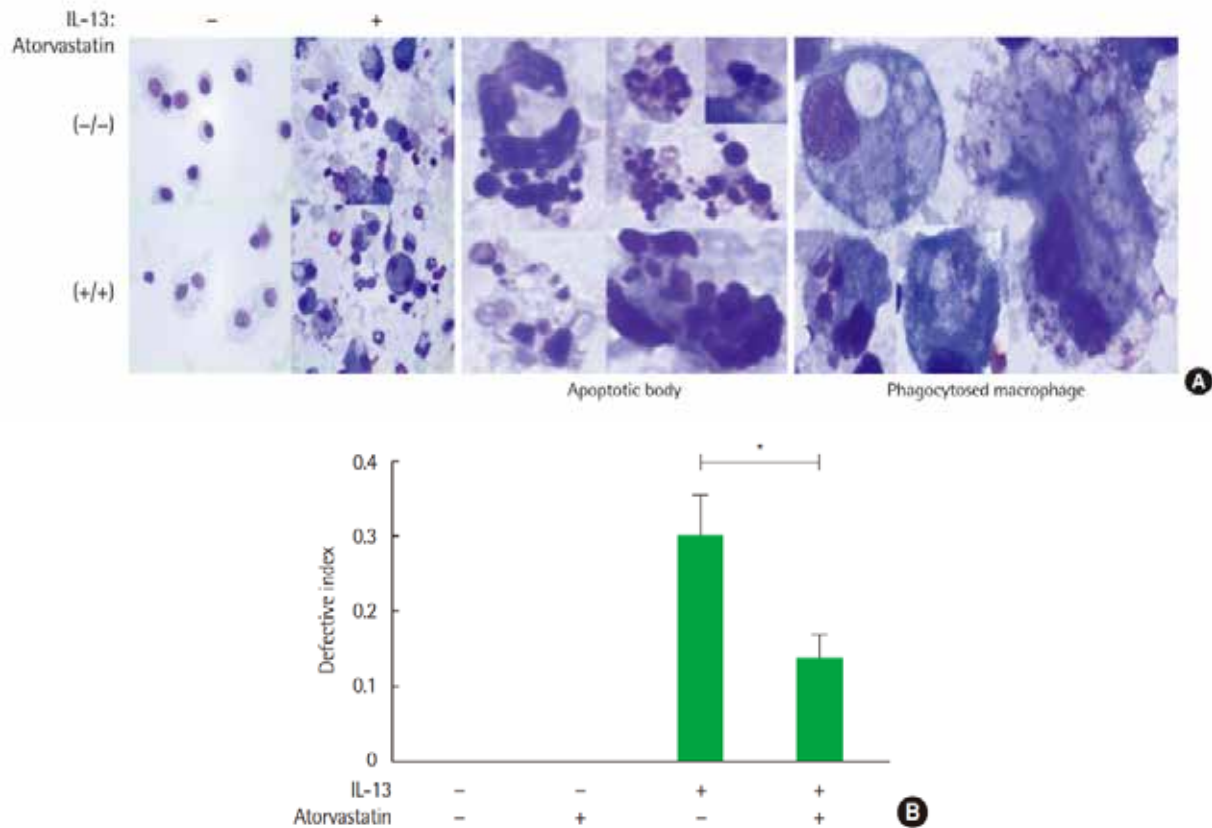 IL-13: – +
Atorvastatin
(–/–)
(+/+)
Apoptotic body
Phagocytosed macrophage
A
*
0.4
0.3
0.2
0.1
0
Defective index
IL-13 – – + +
Atorvastatin – + – +
B